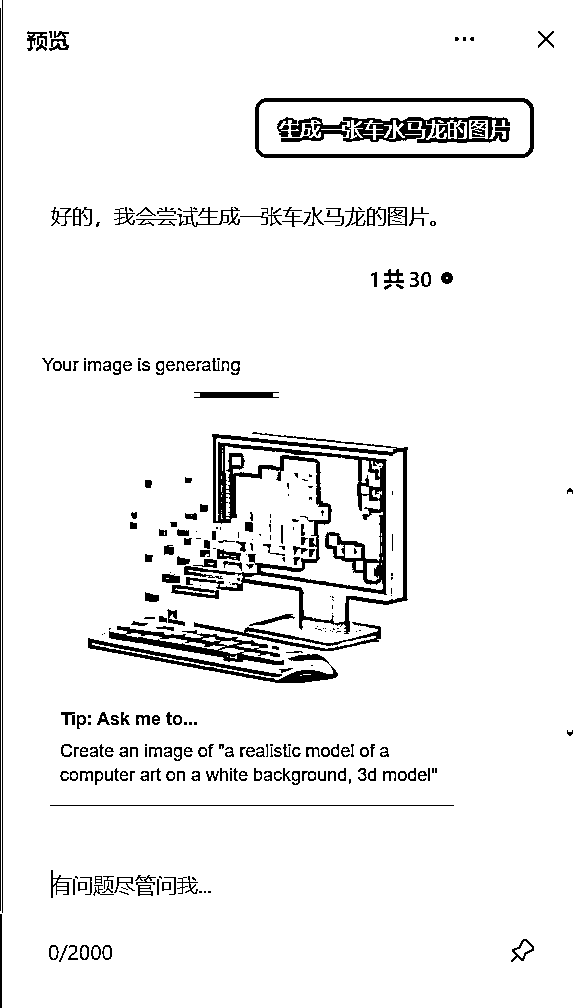 预览
生成一张车水马龙的图片
好的，我会尝试生成一张车水马龙的图片。
1共 30
Your image is generating
Tip: Ask me to...
Create an image of "a realistic model of a
computer art on a white background, 3d model"
有问题尽管问我...
0/2000